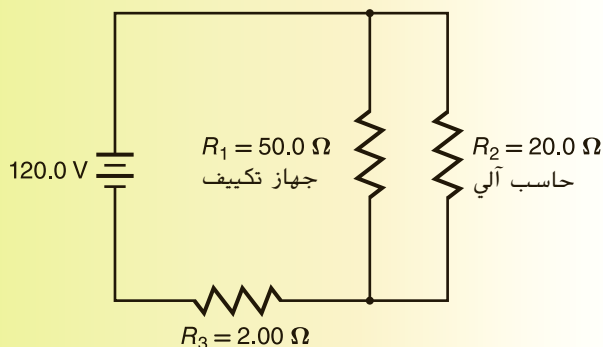 120.0 V
R₁ = 50.0 Ω
جهاز تكييف
R₂ = 20.0 Ω
حاسب آلي
R₃ = 2.00 Ω